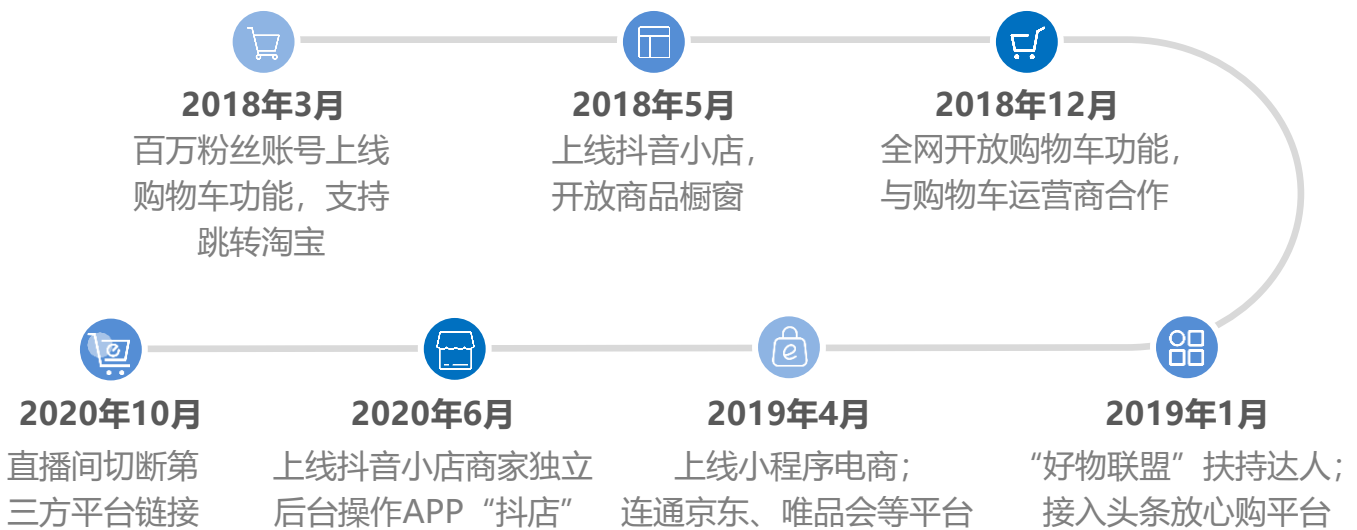 2018年3月
百万粉丝账号上线
购物车功能，支持
跳转淘宝
2018年5月
上线抖音小店，
开放商品橱窗
2018年12月
全网开放购物车功能，
与购物车运营商合作
2019年1月
“好物联盟”扶持达人；
接入头条放心购平台
2019年4月
上线小程序电商；
连通京东、唯品会等平台
2020年6月
上线抖音小店商家独立
后台操作APP“抖店”
2020年10月
直播间切断第
三方平台链接